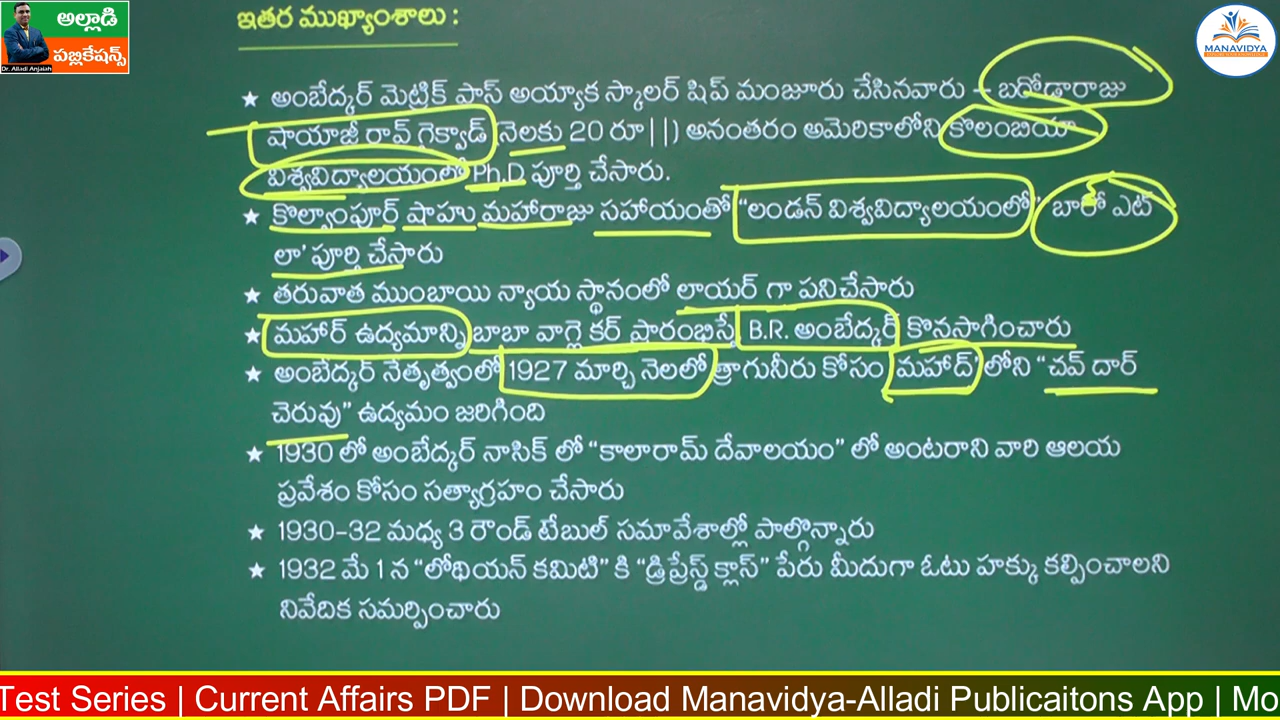 అల్లాడి
పబ్లికేషన్స్
Dr. Alladi Anjaiah
MANAVIDYA
ఇతర ముఖ్యాంశాలు :
★ అంబేద్కర్ మెట్రిక్ పాస్ అయ్యాక స్కాలర్ షిప్ మంజూరు చేసినవారు – బరోడారాజు
షాయాజీ రావ్ గైక్వాడ్ (నెలకు 20 రూ||) అనంతరం అమెరికాలోని కొలంబియా
విశ్వవిద్యాలయంలో Ph.D పూర్తి చేసారు.
★ కొల్హాంపూర్ షాహు మహారాజు సహాయంతో "లండన్ విశ్వవిద్యాలయంలో" బారో ఎట్
లా' పూర్తి చేసారు
★ తరువాత ముంబాయి న్యాయ స్థానంలో లాయర్ గా పనిచేసారు
★ మహార్ ఉద్యమాన్ని బాబా వాగ్లె కర్ ప్రారంభిస్తే B.R. అంబేద్కర్ కొనసాగించారు
★ అంబేద్కర్ నేతృత్వంలో 1927 మార్చి నెలలో త్రాగునీరు కోసం 'మహాద్' లోని "చవ్ దార్
చెరువు" ఉద్యమం జరిగింది
★ 1930 లో అంబేద్కర్ నాసిక్ లో "కాలారామ్ దేవాలయం" లో అంటరాని వారి ఆలయ
ప్రవేశం కోసం సత్యాగ్రహం చేసారు
★ 1930-32 మధ్య 3 రౌండ్ టేబుల్ సమావేశాల్లో పాల్గొన్నారు
★ 1932 మే 1 న "లోథియన్ కమిటి" కి "డ్రిప్రేస్డ్ క్లాస్" పేరు మీదుగా ఓటు హక్కు కల్పించాలని
నివేదిక సమర్పించారు
Test Series | Current Affairs PDF | Download Manavidya-Alladi Publicaitons App | Mo